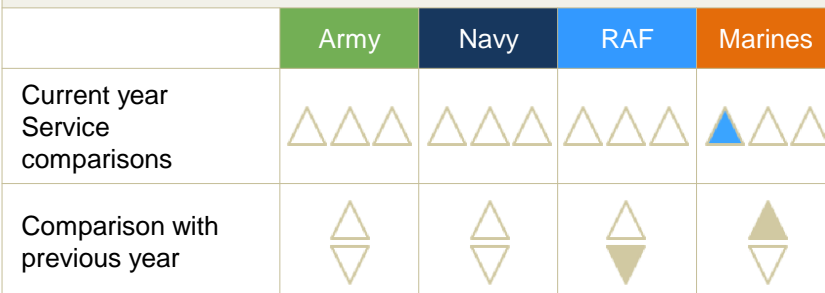 Army Navy RAF Marines
Current year
Service
comparisons
Comparison with
previous year